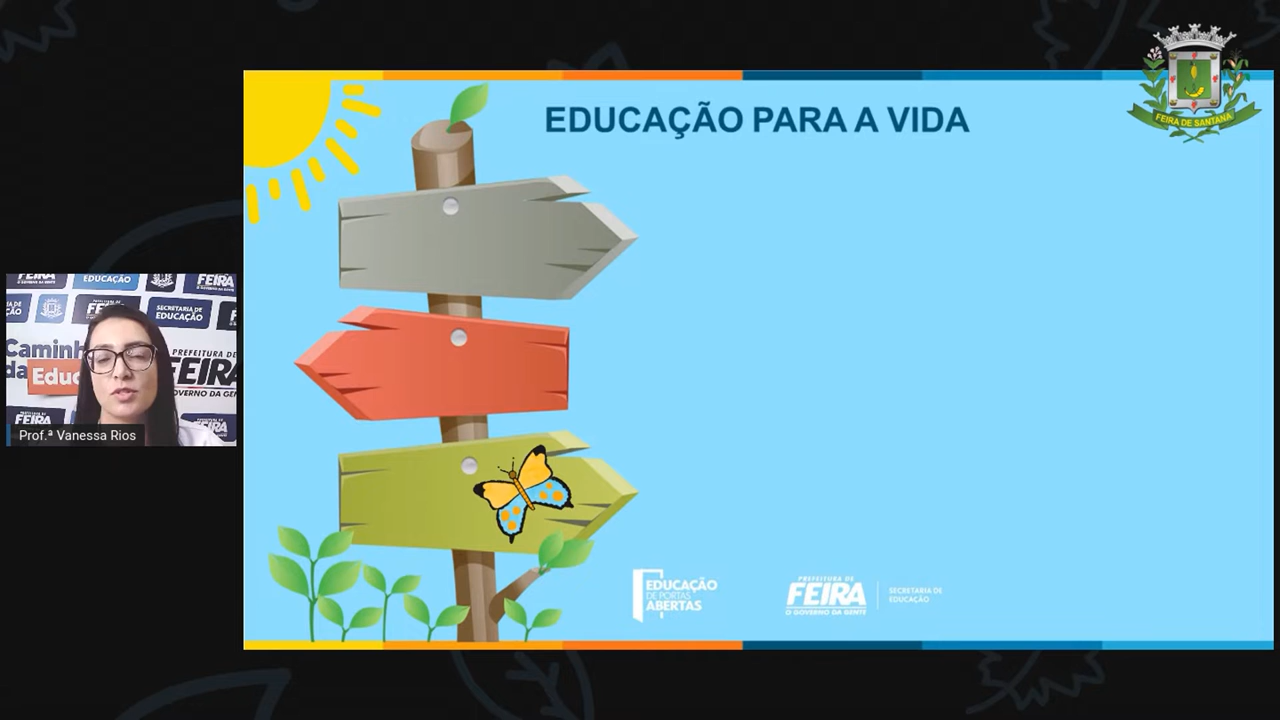 FEIRA DE SANTANA
EDUCAÇÃO PARA A VIDA
FEIRA
EDUCAÇÃO
FEIRA
SECRETARIA DE
EDUCAÇÃO
Caminh
da
Educ
PREFEITURA DE
FEIRA
GOVERNO DA GENTE
FEIRA
Prof.ª Vanessa Rios
EDUCAÇÃO
DE PORTAS
ABERTAS
PREFEITURA DE
FEIRA
O GOVERNO DA GENTE
SECRETARIA DE
EDUCAÇÃO